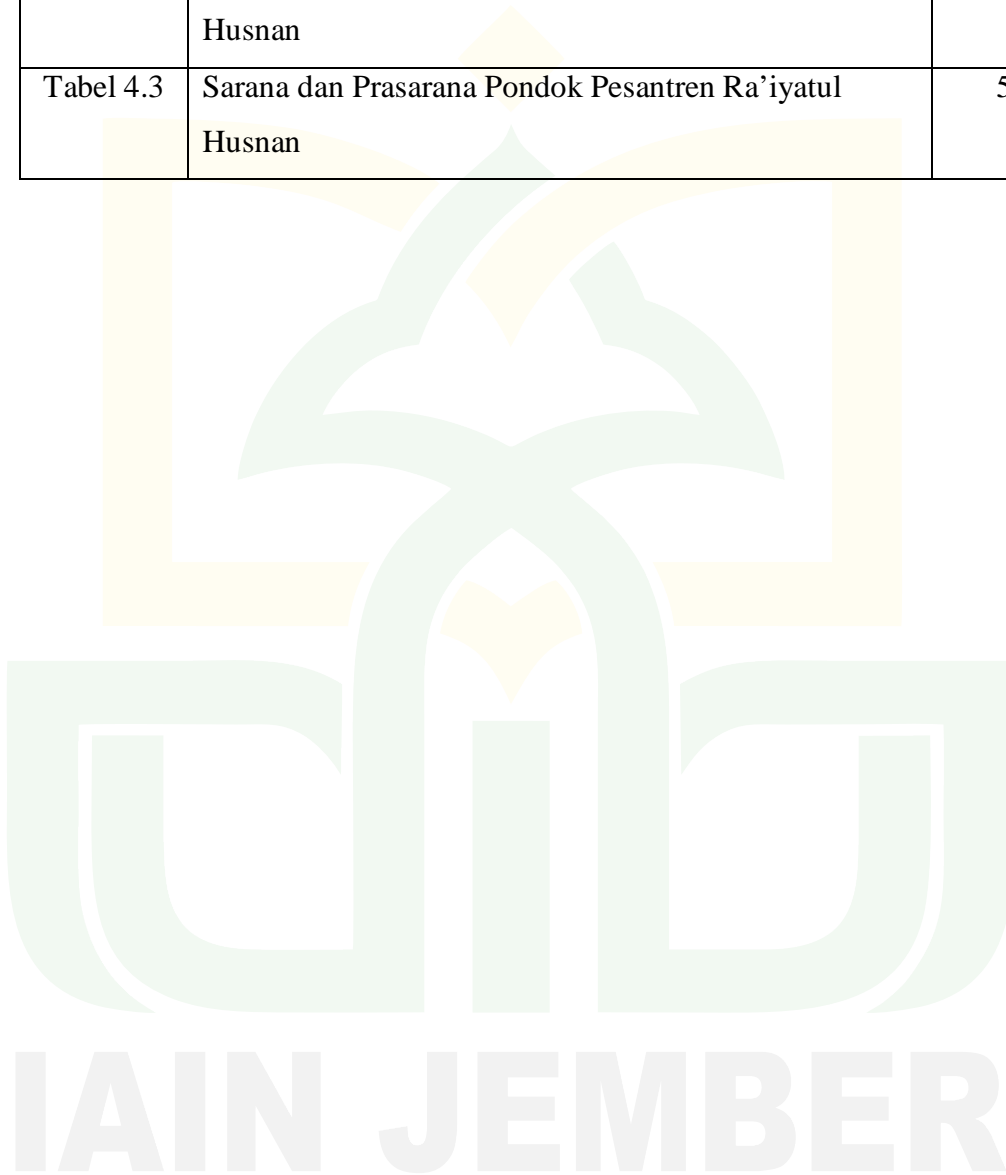 Husnan
Tabel 4.3 Sarana dan Prasarana Pondok Pesantren Ra’iyatul
Husnan
IAIN JEMBER